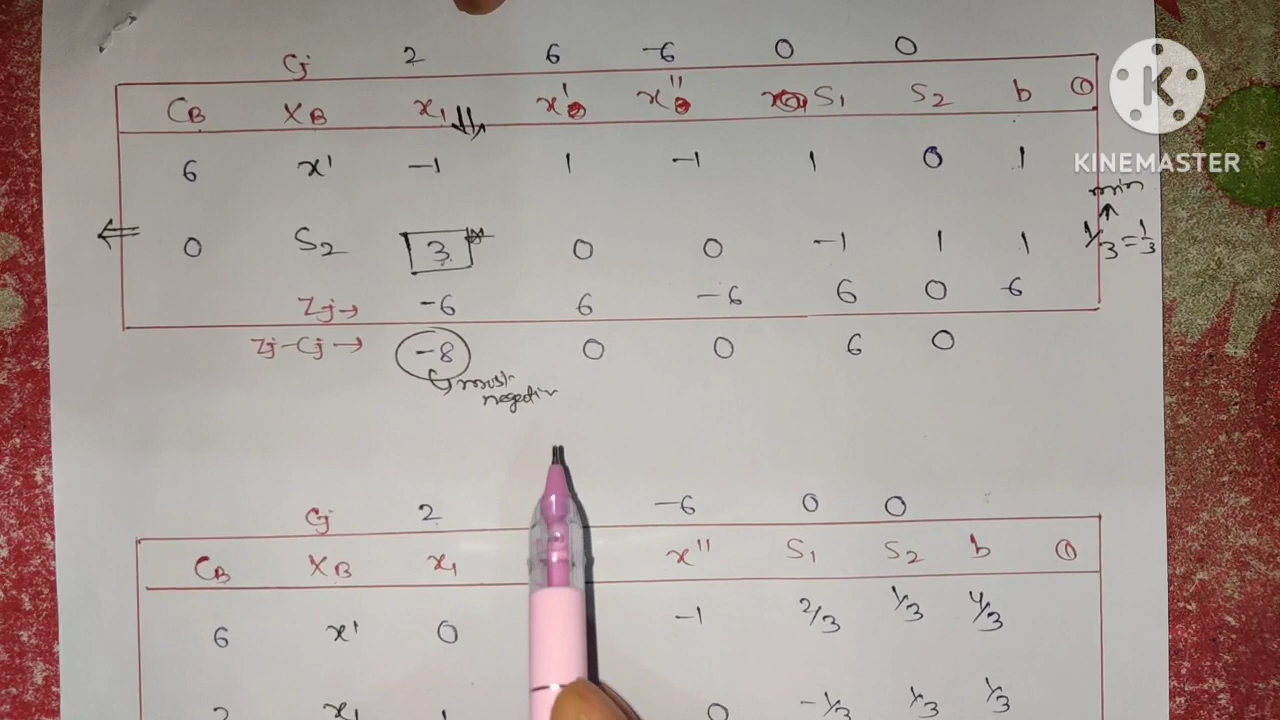 Cj 2 6 -6 0 0
CB XB x1 x' x'' S1 S2 b θ
6 x' -1 1 -1 1 0 1
0 S2 3 0 0 -1 1 1 1/3 = 1/3
min
Zj→ -6 6 -6 6 0 6
Zj-Cj→ -8 0 0 6 0
most
negative
Cj 2 -6 0 0
CB XB x1 x'' S1 S2 b θ
6 x' 0 -1 2/3 1/3 4/3
2 x1 1 0 -1/3 1/3 1/3
K
KINEMASTER